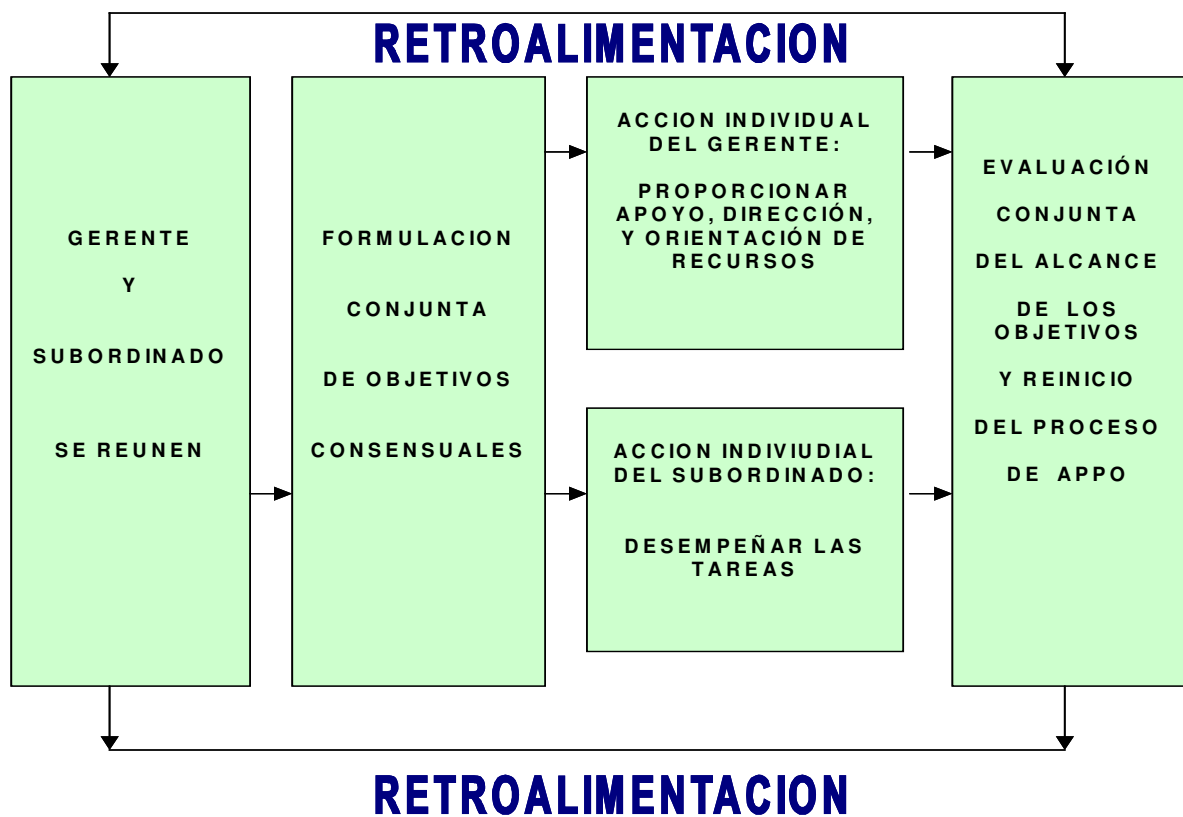 RETROALIMENTACION
GERENTE
Y
SUBORDINADO
SE REUNEN
FORMULACION
CONJUNTA
DE OBJETIVOS
CONSENSUALES
ACCION INDIVIDUAL
DEL GERENTE:
PROPORCIONAR
APOYO, DIRECCIÓN,
Y ORIENTACIÓN DE
RECURSOS
ACCION INDIVIUDIAL
DEL SUBORDINADO:
DESEMPEÑAR LAS
TAREAS
EVALUACIÓN
CONJUNTA
DEL ALCANCE
DE LOS
OBJETIVOS
Y REINICIO
DEL PROCESO
DE APPO
RETROALIMENTACION